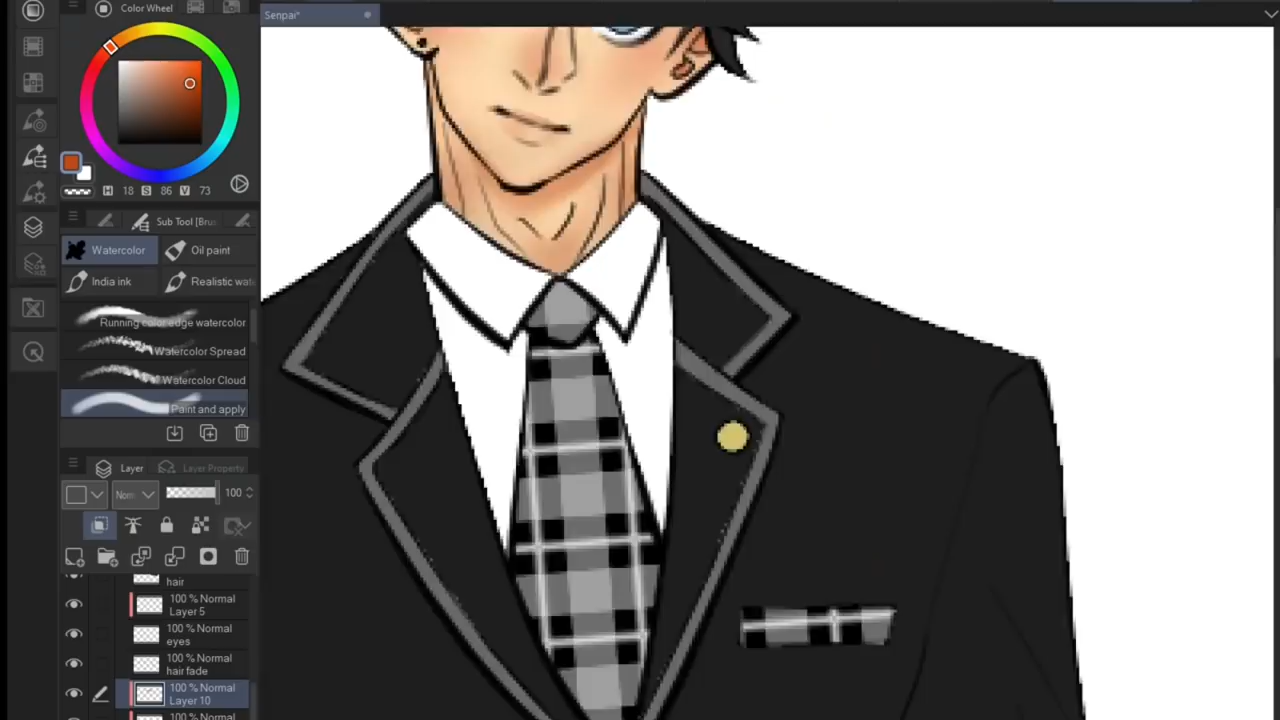 Color Wheel
Senpai*
H 18 S 86 V 73
Sub Tool [Brus
Watercolor
Oil paint
India ink
Realistic wat
Running color edge watercolor
Watercolor Spread
Watercolor Cloud
Paint and apply
Layer
Layer Property
Norn
100
hair
100 % Normal
Layer 5
100 % Normal
eyes
100 % Normal
hair fade
100 % Normal
Layer 10
100 % Normal